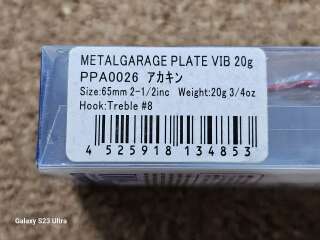 METALGARAGE PLATE VIB 20g
PPA0026 アカキン
Size:65mm 2-1/2inc Weight:20g 3/4oz
Hook:Treble #8
4 525918 134853
Galaxy S23 Ultra